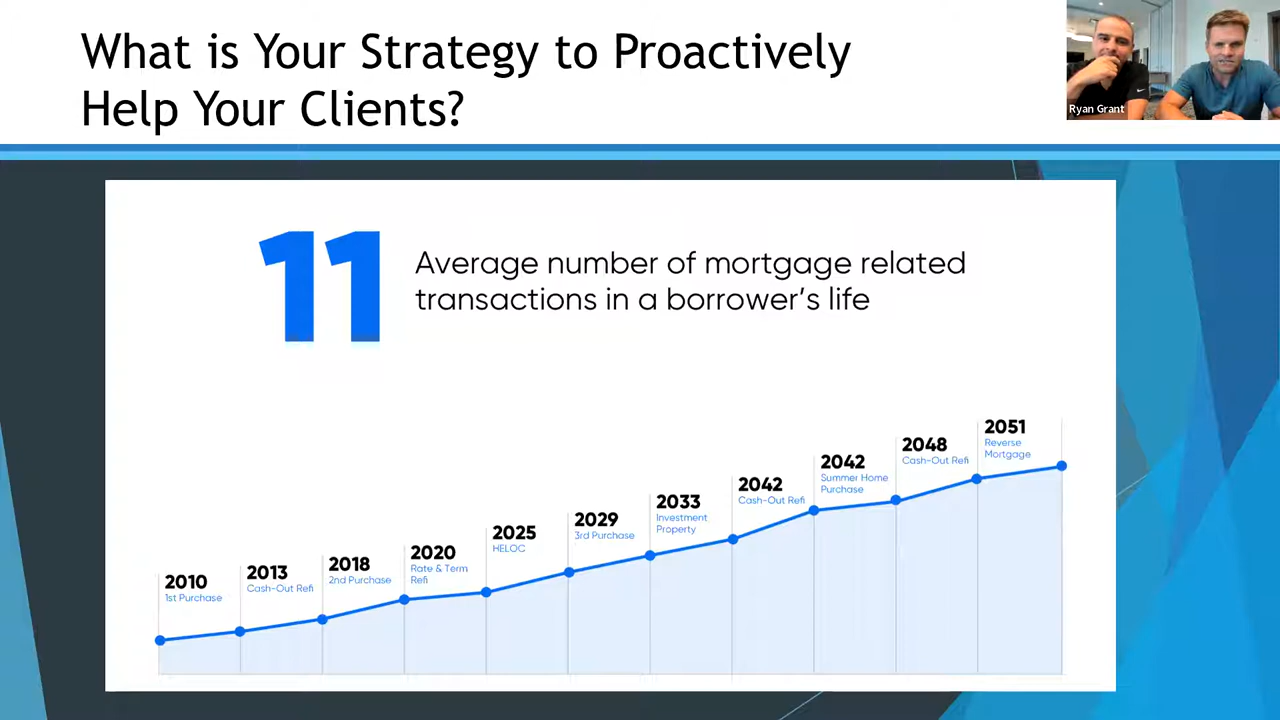 What is Your Strategy to Proactively
Help Your Clients?
Ryan Grant
11
Average number of mortgage related
transactions in a borrower's life
2010
1st Purchase
2013
Cash-Out Refi
2018
2nd Purchase
2020
Rate & Term
Refi
2025
HELOC
2029
3rd Purchase
2033
Investment
Property
2042
Cash-Out Refi
2042
Summer Home
Purchase
2048
Cash-Out Refi
2051
Reverse
Mortgage